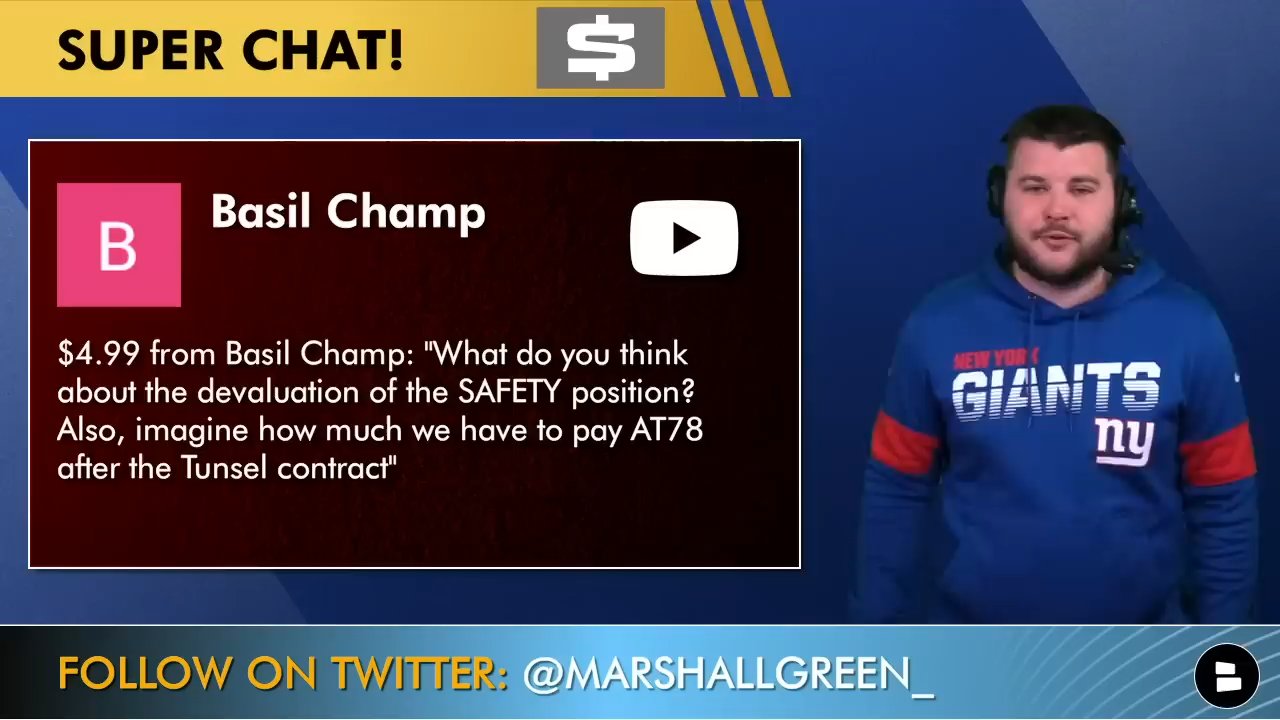 SUPER CHAT!
$
B
Basil Champ
$4.99 from Basil Champ: "What do you think
about the devaluation of the SAFETY position?
Also, imagine how much we have to pay AT78
after the Tunsel contract"
NEW YORK
GIANTS
ny
FOLLOW ON TWITTER: @MARSHALLGREEN_